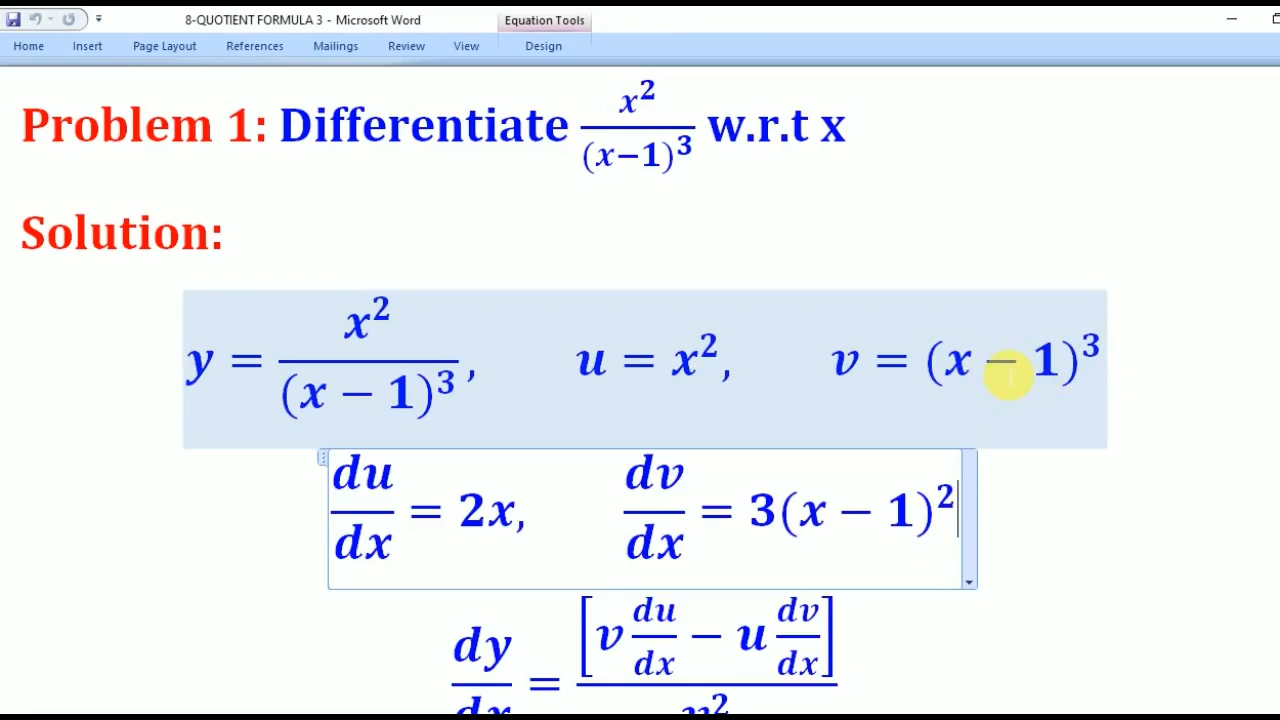 8-QUOTIENT FORMULA 3 - Microsoft Word Equation Tools
Home Insert Page Layout References Mailings Review View Design
Problem 1: Differentiate x²/(x−1)³ w.r.t x
Solution:
y = x²/(x − 1)³, u = x², v = (x − 1)³
du/dx = 2x, dv/dx = 3(x − 1)²
dy/dx = [v du/dx − u dv/dx]/v²